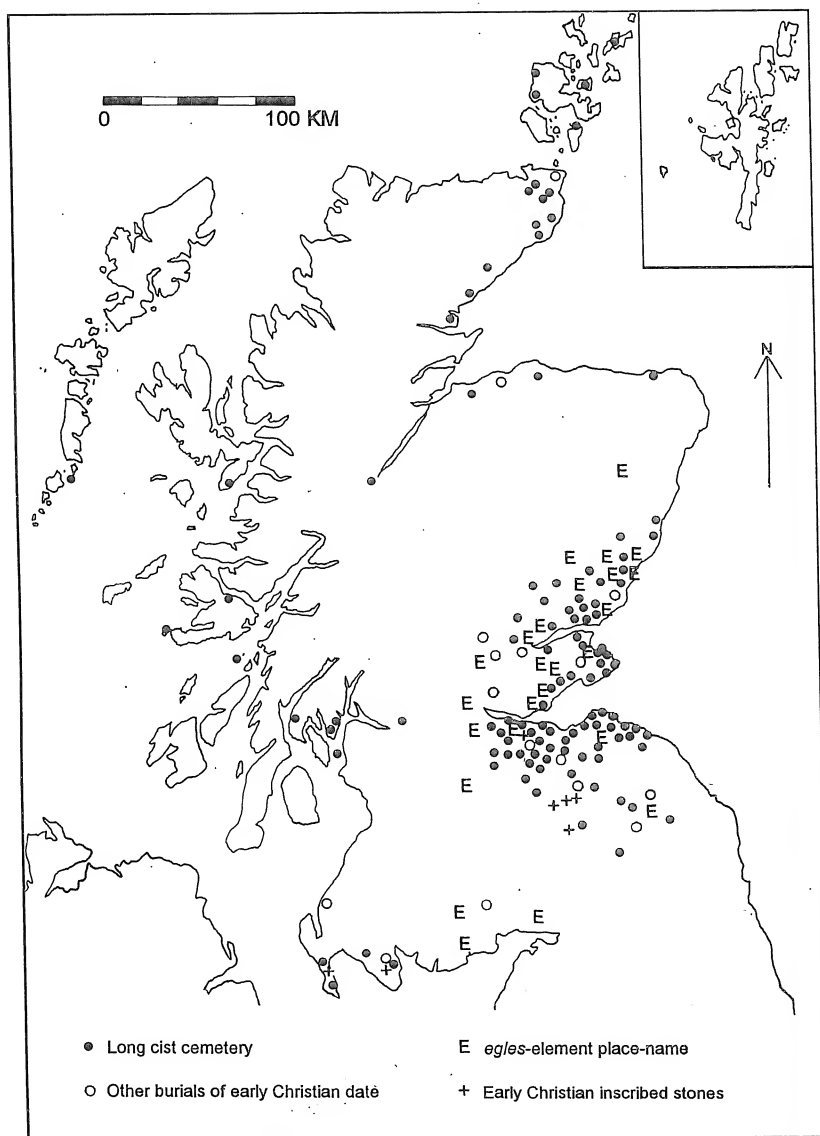 0 100 KM
N
E
E E E
E E
E
E
E
E
E
E E
E
E E
E
E
E E
E
E
E
E
E
E
Long cist cemetery E egles-element place-name
Other burials of early Christian date + Early Christian inscribed stones